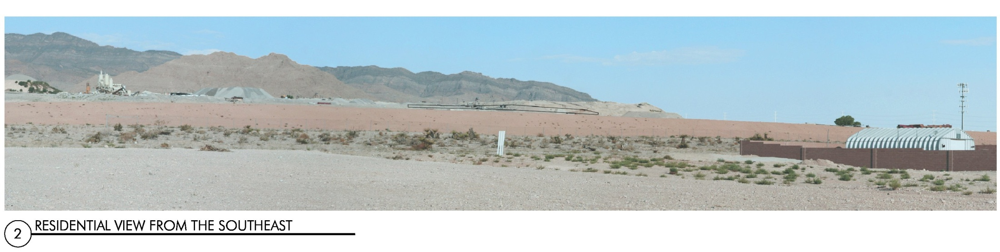 2
RESIDENTIAL VIEW FROM THE SOUTHEAST